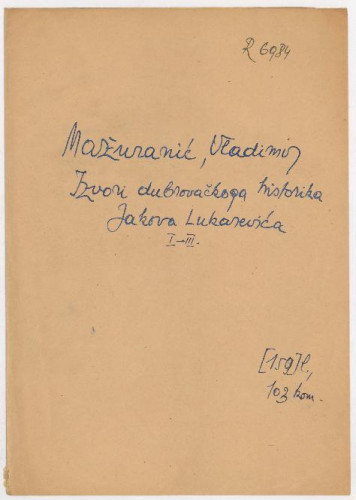 R 6984
Mažuranić, Vladimir
Izvori dubrovačkoga historika
Jakova Lukarevića
I–III.
[159] l.,
103 kom.